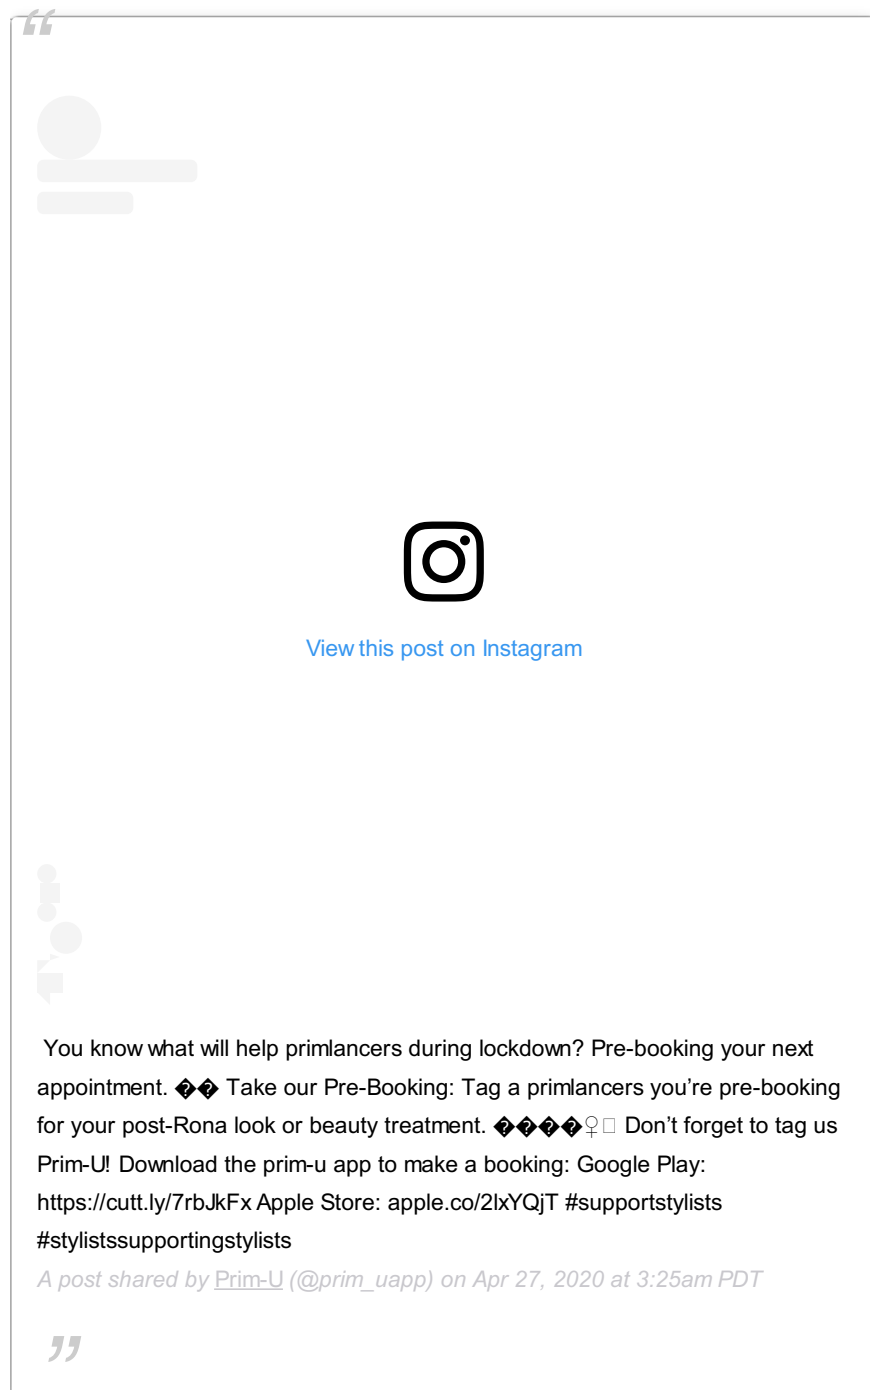 “
View this post on Instagram
You know what will help primlancers during lockdown? Pre-booking your next
appointment. �� Take our Pre-Booking: Tag a primlancers you’re pre-booking
for your post-Rona look or beauty treatment. ����♀□ Don’t forget to tag us
Prim-U! Download the prim-u app to make a booking: Google Play:
https://cutt.ly/7rbJkFx Apple Store: apple.co/2lxYQjT #supportstylists
#stylistssupportingstylists
A post shared by Prim-U (@prim_uapp) on Apr 27, 2020 at 3:25am PDT
”